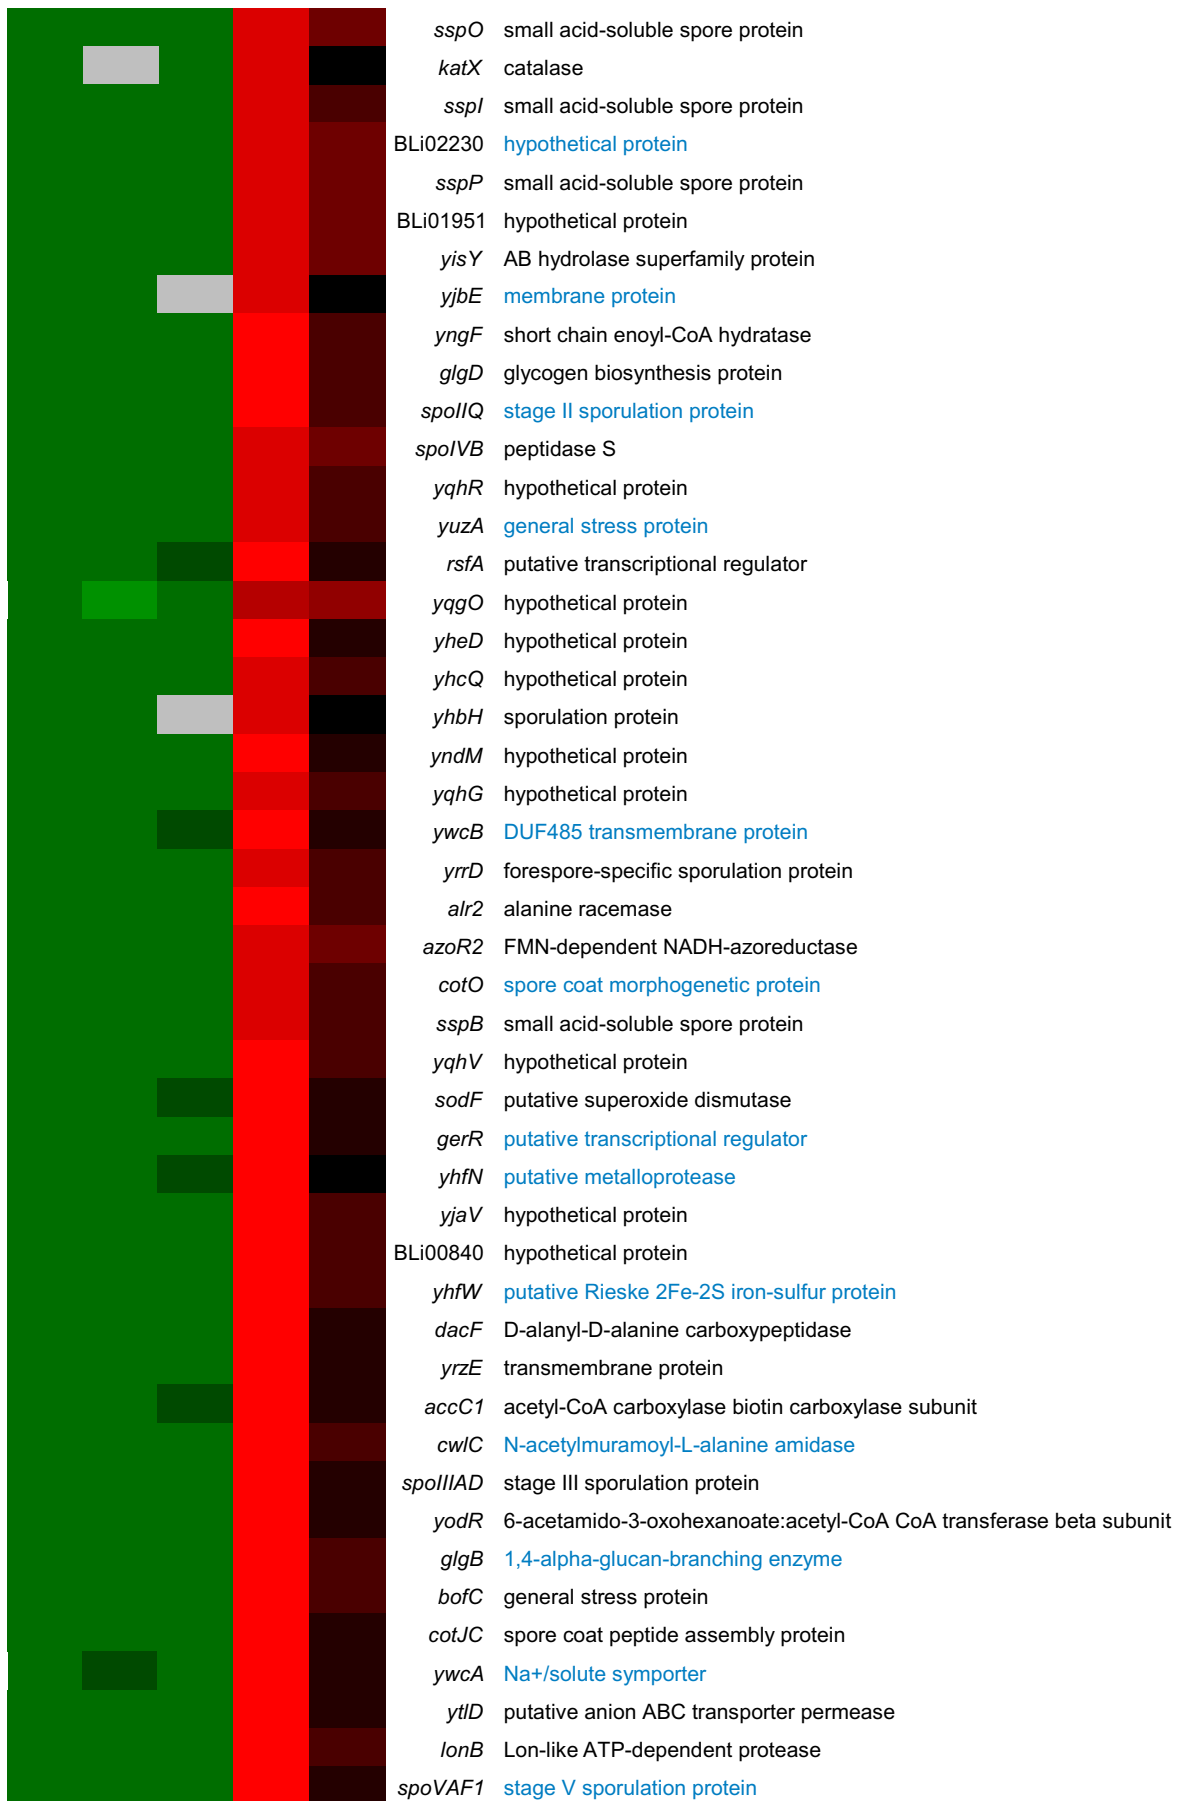 sspO small acid-soluble spore protein
katX catalase
sspI small acid-soluble spore protein
BLi02230 hypothetical protein
sspP small acid-soluble spore protein
BLi01951 hypothetical protein
yisY AB hydrolase superfamily protein
yjbE membrane protein
yngF short chain enoyl-CoA hydratase
glgD glycogen biosynthesis protein
spoIIQ stage II sporulation protein
spoIVB peptidase S
yqhR hypothetical protein
yuzA general stress protein
rsfA putative transcriptional regulator
yqgO hypothetical protein
yheD hypothetical protein
yhcQ hypothetical protein
yhbH sporulation protein
yndM hypothetical protein
yqhG hypothetical protein
ywcB DUF485 transmembrane protein
yrrD forespore-specific sporulation protein
alr2 alanine racemase
azoR2 FMN-dependent NADH-azoreductase
cotO spore coat morphogenetic protein
sspB small acid-soluble spore protein
yqhV hypothetical protein
sodF putative superoxide dismutase
gerR putative transcriptional regulator
yhfN putative metalloprotease
yjaV hypothetical protein
BLi00840 hypothetical protein
yhfW putative Rieske 2Fe-2S iron-sulfur protein
dacF D-alanyl-D-alanine carboxypeptidase
yrzE transmembrane protein
accC1 acetyl-CoA carboxylase biotin carboxylase subunit
cwlC N-acetylmuramoyl-L-alanine amidase
spoIIIAD stage III sporulation protein
yodR 6-acetamido-3-oxohexanoate:acetyl-CoA CoA transferase beta subunit
glgB 1,4-alpha-glucan-branching enzyme
bofC general stress protein
cotJC spore coat peptide assembly protein
ywcA Na+/solute symporter
ytlD putative anion ABC transporter permease
lonB Lon-like ATP-dependent protease
spoVAF1 stage V sporulation protein